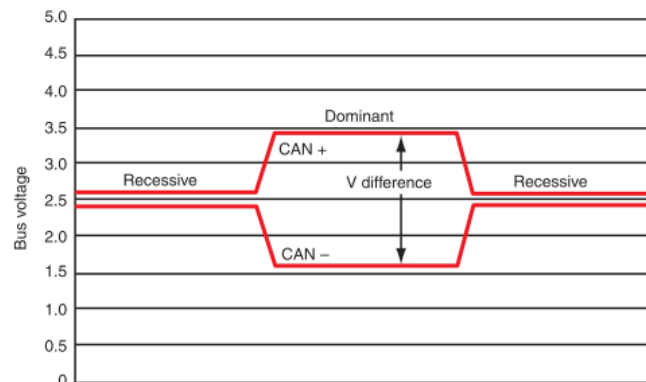 5.0
4.5
4.0
3.5
Dominant
CAN +
3.0
Recessive
V difference
Recessive
2.5
Bus voltage
2.0
CAN –
1.5
1.0
0.5
0